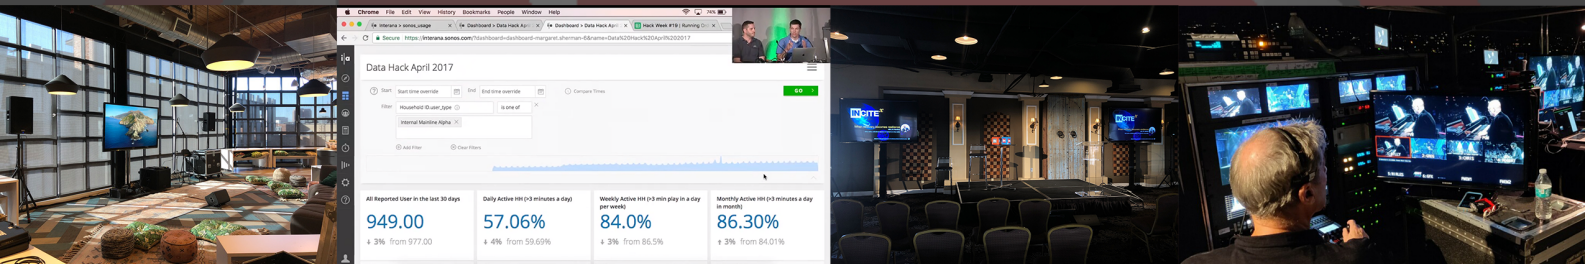 Chrome File Edit View History Bookmarks People Window Help 74%
Interana > sonos_usage
Dashboard > Data Hack Apri
Dashboard > Data Hack Apri
Hack Week #19 | Running O
Secure https://interana.sonos.com/?dashboard=dashboard-margaret.sherman-6&name=Data%20Hack%20April%202017
Data Hack April 2017
Start Start time override End End time override Compare Times GO
Filter Household ID:user_type is one of
Internal Mainline Alpha
Add Filter Clear Filters
All Reported User in the last 30 days
949.00
3% from 977.00
Daily Active HH (>3 minutes a day)
57.06%
4% from 59.69%
Weekly Active HH (>3 min play in a day per week)
84.0%
3% from 86.5%
Monthly Active HH (>3 minutes a day in month)
86.30%
3% from 84.01%
INCITE